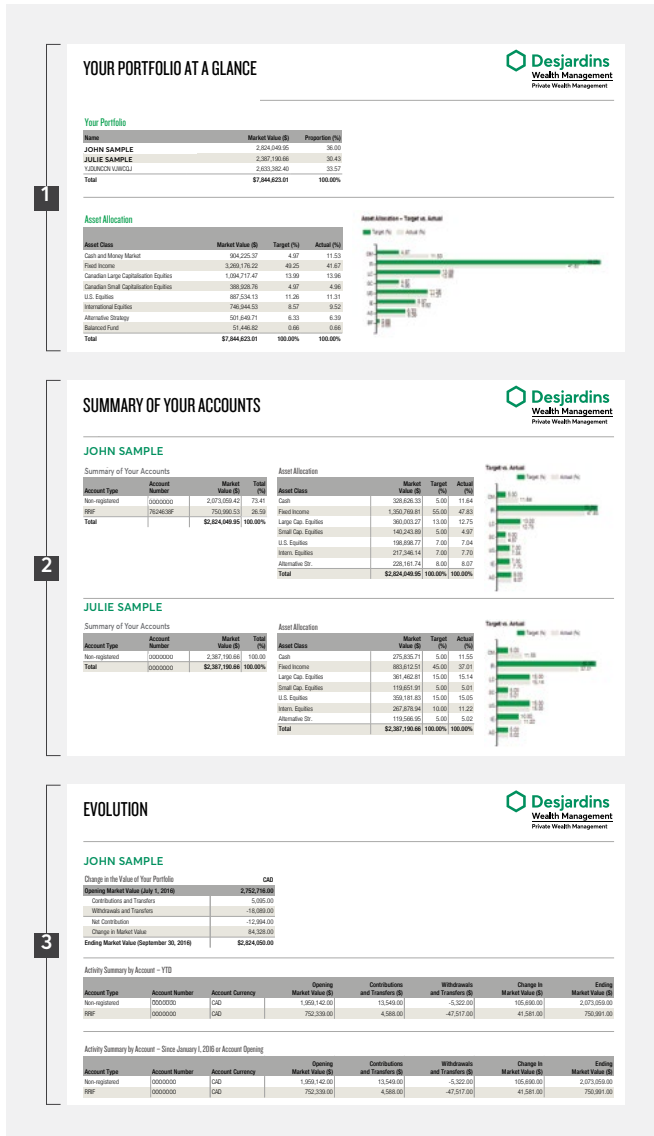 1
YOUR PORTFOLIO AT A GLANCE
Desjardins
Wealth Management
Private Wealth Management
Your Portfolio
Name Market Value ($) Proportion (%)
JOHN SAMPLE 2,824,049.95 36.00
JULIE SAMPLE 2,387,190.66 30.43
2,633,382.40 33.57
Total $7,844,623.01 100.00%
Asset Allocation
Asset Class Market Value ($) Target (%) Actual (%)
Cash and Money Market 904,225.37 4.97 11.53
Fixed Income 3,269,176.22 49.25 41.67
Canadian Large Capitalisation Equities 1,094,717.47 13.99 13.96
Canadian Small Capitalisation Equities 388,928.76 4.97 4.96
U.S. Equities 887,534.13 11.26 11.31
International Equities 746,944.53 8.57 9.52
Alternative Strategy 501,649.71 6.33 6.39
Balanced Fund 51,446.82 0.66 0.66
Total $7,844,623.01 100.00% 100.00%
Asset Allocation – Target vs. Actual
Target (%) Actual (%)
2
SUMMARY OF YOUR ACCOUNTS
Desjardins
Wealth Management
Private Wealth Management
JOHN SAMPLE
Summary of Your Accounts
Account Type Account Number Market Value ($) Total (%)
Non-registered 0000000 2,073,059.42 73.41
RRIF 7624638F 750,990.53 26.59
Total $2,824,049.95 100.00%
Asset Allocation
Asset Class Market Value ($) Target (%) Actual (%)
Cash 328,626.33 5.00 11.64
Fixed Income 1,350,769.81 55.00 47.83
Large Cap. Equities 360,003.27 13.00 12.75
Small Cap. Equities 140,243.89 5.00 4.97
U.S. Equities 198,898.77 7.00 7.04
Intern. Equities 217,346.14 7.00 7.70
Alternative Str. 228,161.74 8.00 8.07
Total $2,824,049.95 100.00% 100.00%
Target vs. Actual
Target (%) Actual (%)
JULIE SAMPLE
Summary of Your Accounts
Account Type Account Number Market Value ($) Total (%)
Non-registered 0000000 2,387,190.66 100.00
Total 0000000 $2,387,190.66 100.00%
Asset Allocation
Asset Class Market Value ($) Target (%) Actual (%)
Cash 275,835.71 5.00 11.55
Fixed Income 883,612.51 45.00 37.01
Large Cap. Equities 361,462.81 15.00 15.14
Small Cap. Equities 119,651.91 5.00 5.01
U.S. Equities 359,181.83 15.00 15.05
Intern. Equities 267,878.94 10.00 11.22
Alternative Str. 119,566.95 5.00 5.02
Total $2,387,190.66 100.00% 100.00%
Target vs. Actual
Target (%) Actual (%)
3
EVOLUTION
Desjardins
Wealth Management
Private Wealth Management
JOHN SAMPLE
Change in the Value of Your Portfolio CAD
Opening Market Value (July 1, 2016) 2,752,716.00
Contributions and Transfers 5,095.00
Withdrawals and Transfers -18,089.00
Net Contribution -12,994.00
Change in Market Value 84,328.00
Ending Market Value (September 30, 2016) $2,824,050.00
Activity Summary by Account – YTD
Account Type Account Number Account Currency Opening Market Value ($) Contributions and Transfers ($) Withdrawals and Transfers ($) Change In Market Value ($) Ending Market Value ($)
Non-registered 0000000 CAD 1,959,142.00 13,549.00 -5,322.00 105,690.00 2,073,059.00
RRIF 0000000 CAD 752,339.00 4,588.00 -47,517.00 41,581.00 750,991.00
Activity Summary by Account – Since January 1, 2016 or Account Opening
Account Type Account Number Account Currency Opening Market Value ($) Contributions and Transfers ($) Withdrawals and Transfers ($) Change In Market Value ($) Ending Market Value ($)
Non-registered 0000000 CAD 1,959,142.00 13,549.00 -5,322.00 105,690.00 2,073,059.00
RRIF 0000000 CAD 752,339.00 4,588.00 -47,517.00 41,581.00 750,991.00